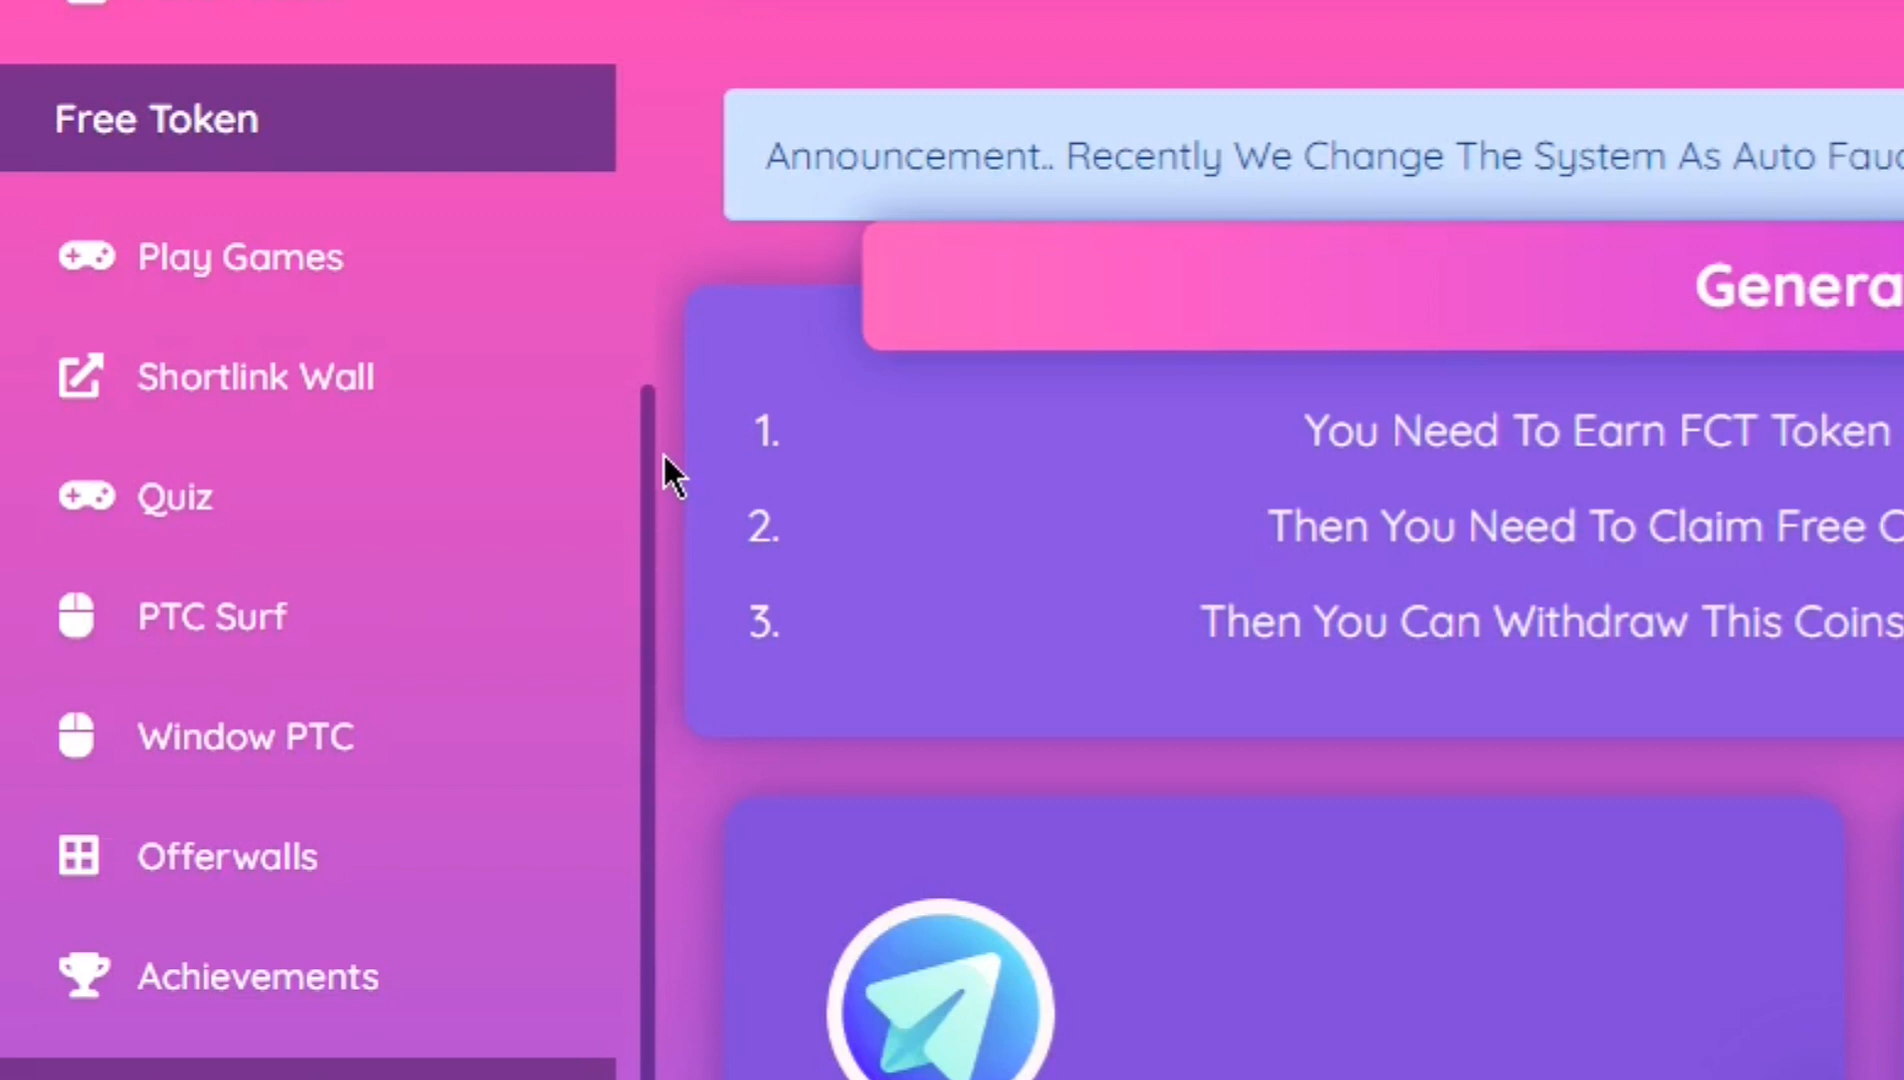 Free Token
Play Games
Shortlink Wall
Quiz
PTC Surf
Window PTC
Offerwalls
Achievements
Announcement.. Recently We Change The System As Auto
1. You Need To Earn FCT Token
2. Then You Need To Claim Free
3. Then You Can Withdraw This Coins